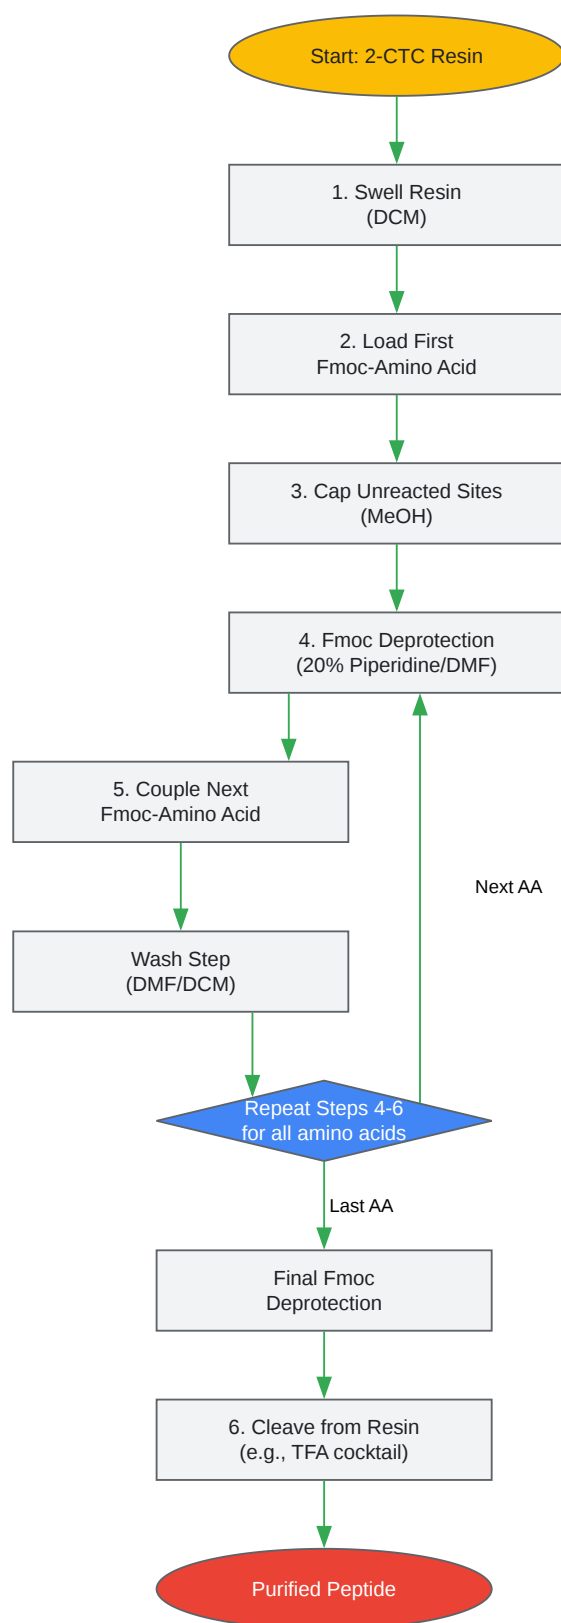 Start: 2-CTC Resin
1. Swell Resin
(DCM)
2. Load First
Fmoc-Amino Acid
3. Cap Unreacted Sites
(MeOH)
4. Fmoc Deprotection
(20% Piperidine/DMF)
5. Couple Next
Fmoc-Amino Acid
Next AA
Wash Step
(DMF/DCM)
Repeat Steps 4-6
for all amino acids
Last AA
Final Fmoc
Deprotection
6. Cleave from Resin
(e.g., TFA cocktail)
Purified Peptide